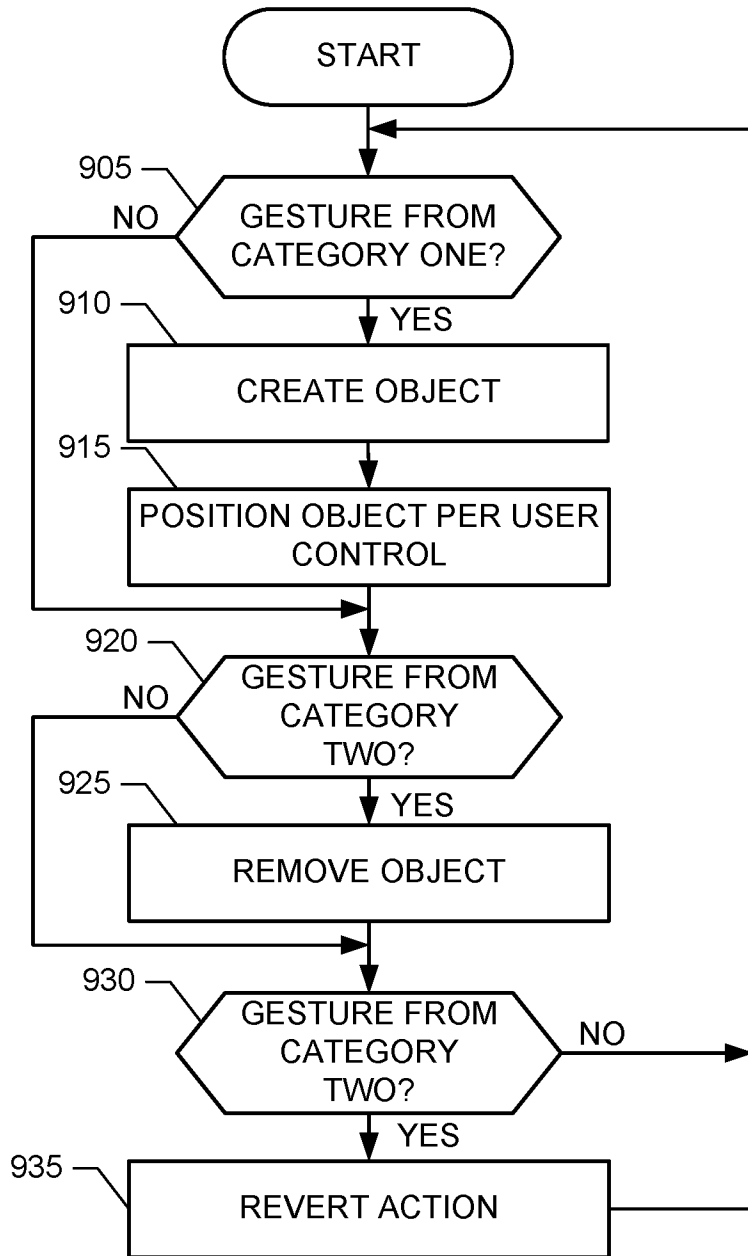 START
905
NO
GESTURE FROM
CATEGORY ONE?
910
YES
CREATE OBJECT
915
POSITION OBJECT PER USER
CONTROL
920
NO
GESTURE FROM
CATEGORY
TWO?
925
YES
REMOVE OBJECT
930
GESTURE FROM
CATEGORY
TWO?
NO
YES
935
REVERT ACTION